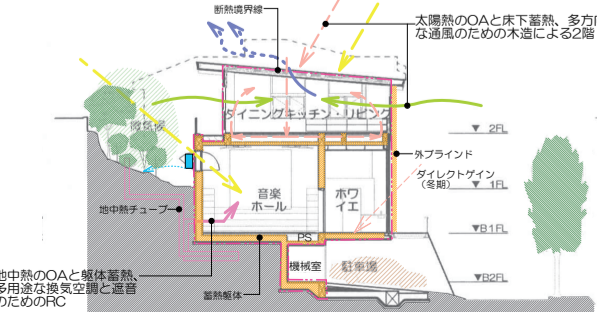 断熱境界線
太陽熱のOAと床下蓄熱、多方向
な通風のための木造による2階
ダイニングキッチン・リビング
微気候
2FL
外ブラインド
ダイレクトゲイン
（冬期）
1FL
音楽
ホール
ホワ
イエ
地中熱チューブ
B1FL
PS
機械室
駐車場
地中熱のOAと躯体蓄熱、
多用途な換気空調と遮音
のためのRC
蓄熱躯体
B2FL